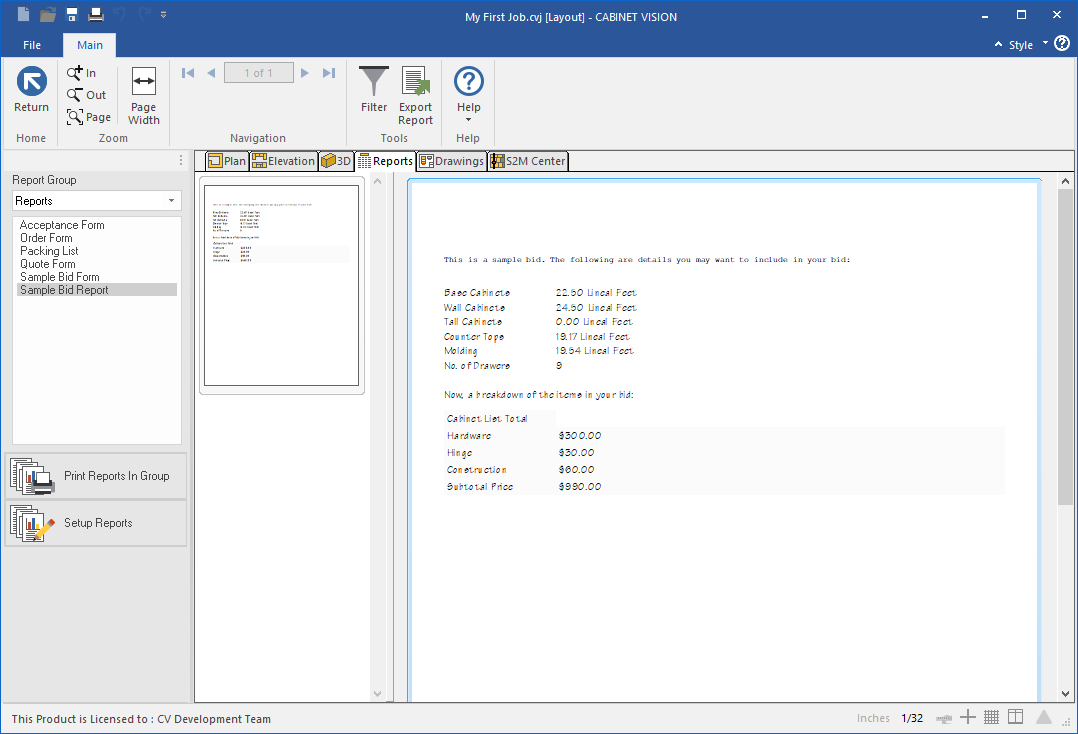 My First Job.cvj [Layout] - CABINET VISION
File Main Style
Return
In
Out
Page
Page Width
1 of 1
Filter
Export Report
Help
Home Zoom Navigation Tools Help
Plan Elevation 3D Reports Drawings S2M Center
Report Group
Reports
Acceptance Form
Order Form
Packing List
Quote Form
Sample Bid Form
Sample Bid Report
Print Reports In Group
Setup Reports
This is a sample bid. The following are details you may want to include in your bid:
Base Cabinets 22.50 Lineal Feet
Wall Cabinets 24.50 Lineal Feet
Tall Cabinets 0.00 Lineal Feet
Counter Tops 19.17 Lineal Feet
Molding 19.54 Lineal Feet
No. of Drawers 9
Now, a breakdown of the items in your bid:
Cabinet List Total
Hardware $300.00
Hinge $30.00
Construction $60.00
Subtotal Price $990.00
This Product is Licensed to : CV Development Team
Inches 1/32